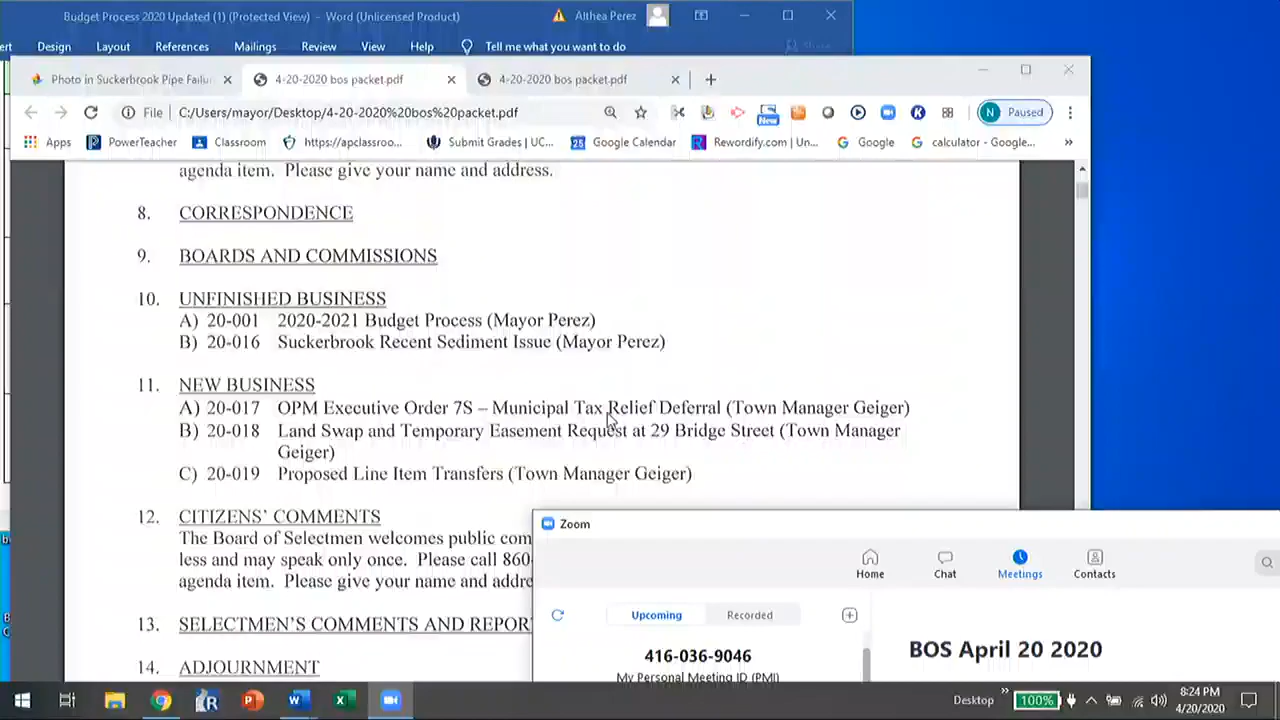 Budget Process 2020 Updated (1) (Protected View) – Word (Unlicensed Product) Althea Perez
Design Layout References Mailings Review View Help Tell me what you want to do Share
Photo in Suckerbrook Pipe Failur 4-20-2020 bos packet.pdf 4-20-2020 bos packet.pdf
File C:/Users/mayor/Desktop/4-20-2020%20bos%20packet.pdf New N Paused
Apps PowerTeacher Classroom https://apclassroo... Submit Grades | UC... 25 Google Calendar Rewordify.com | Un... Google calculator - Google... »
agenda item. Please give your name and address.
8. CORRESPONDENCE
9. BOARDS AND COMMISSIONS
10. UNFINISHED BUSINESS
A) 20-001 2020-2021 Budget Process (Mayor Perez)
B) 20-016 Suckerbrook Recent Sediment Issue (Mayor Perez)
11. NEW BUSINESS
A) 20-017 OPM Executive Order 7S – Municipal Tax Relief Deferral (Town Manager Geiger)
B) 20-018 Land Swap and Temporary Easement Request at 29 Bridge Street (Town Manager
Geiger)
C) 20-019 Proposed Line Item Transfers (Town Manager Geiger)
12. CITIZENS' COMMENTS
The Board of Selectmen welcomes public com
less and may speak only once. Please call 860
agenda item. Please give your name and addre
13. SELECTMEN'S COMMENTS AND REPOR
14. ADJOURNMENT
Zoom
Home Chat Meetings Contacts
Upcoming Recorded
416-036-9046
My Personal Meeting ID (PMI)
BOS April 20 2020
Desktop » 100% 8:24 PM
4/20/2020